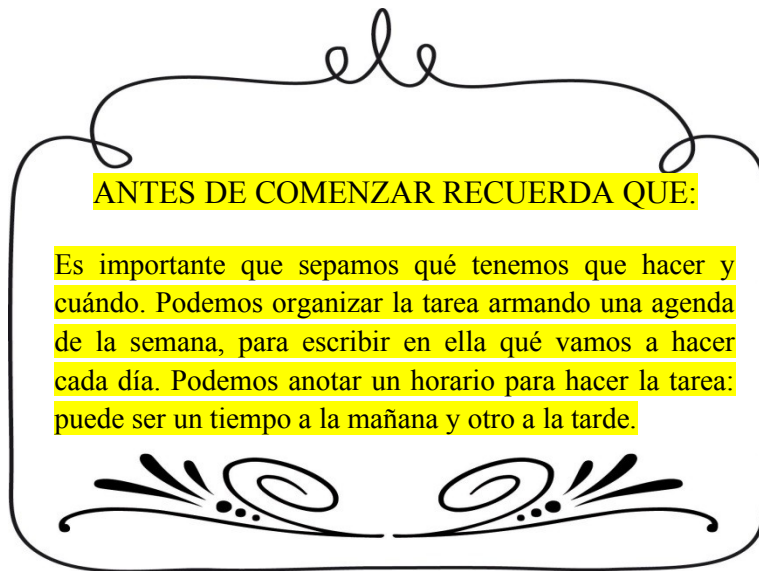 ANTES DE COMENZAR RECUERDA QUE:
Es importante que sepamos qué tenemos que hacer y
cuándo. Podemos organizar la tarea armando una agenda
de la semana, para escribir en ella qué vamos a hacer
cada día. Podemos anotar un horario para hacer la tarea:
puede ser un tiempo a la mañana y otro a la tarde.